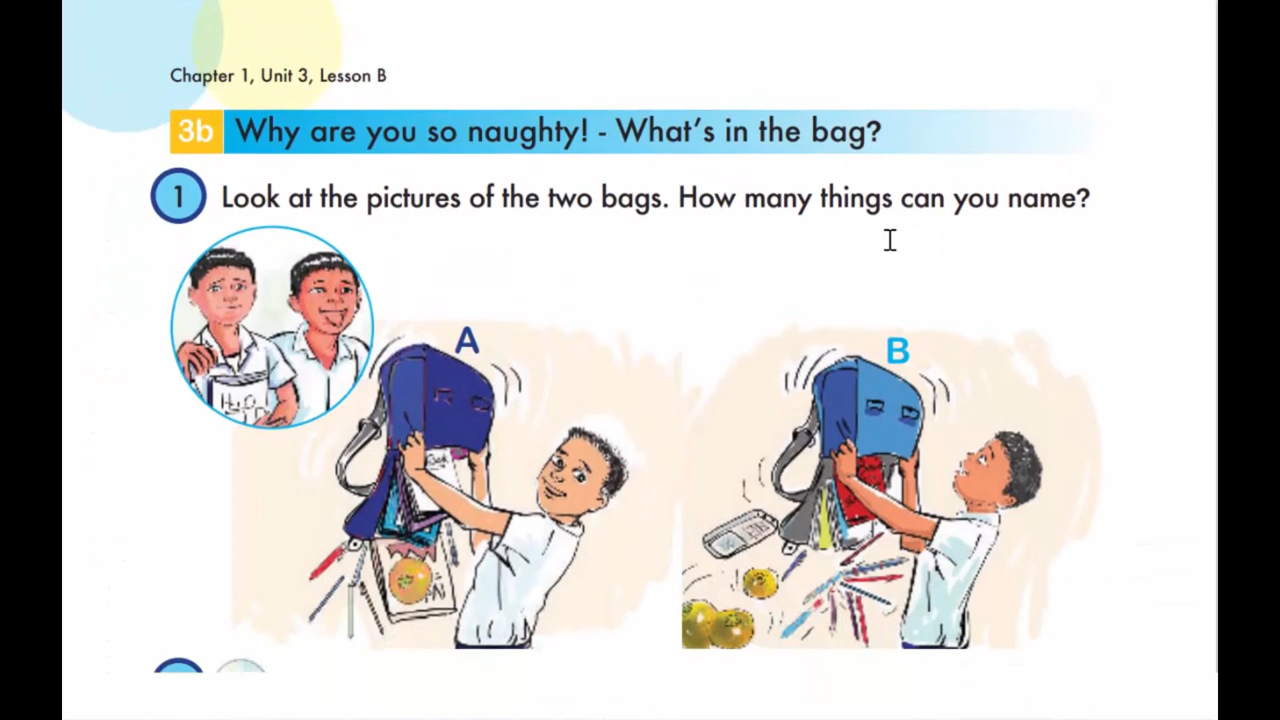 Chapter 1, Unit 3, Lesson B
3b Why are you so naughty! - What's in the bag?
1 Look at the pictures of the two bags. How many things can you name?
A
B